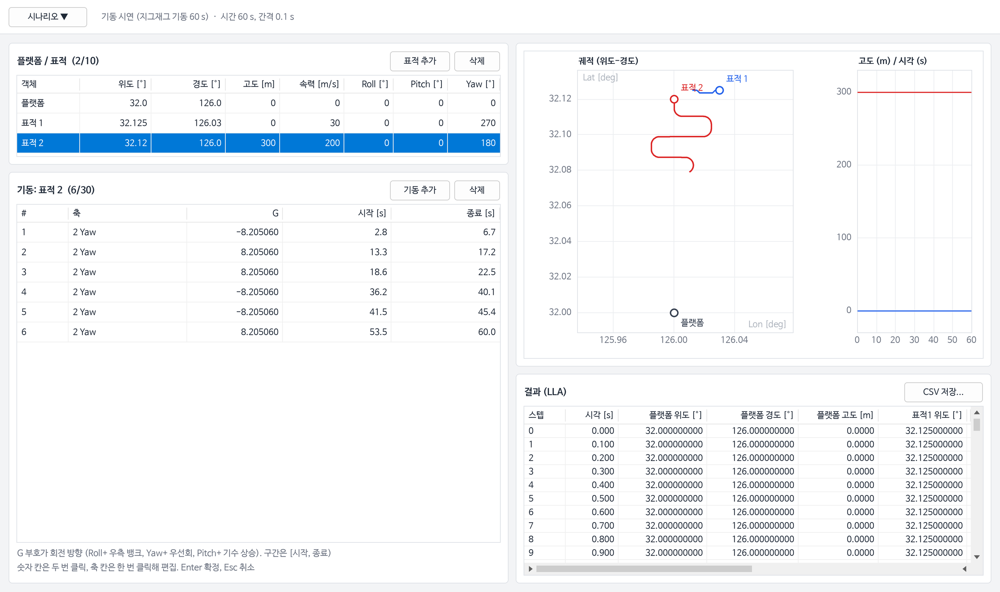 시나리오 ▼ 기동 시연 (지그재그 기동 60 s) · 시간 60 s, 간격 0.1 s
플랫폼 / 표적 (2/10) 표적 추가 삭제
객체 위도 [°] 경도 [°] 고도 [m] 속력 [m/s] Roll [°] Pitch [°] Yaw [°]
플랫폼 32.0 126.0 0 0 0 0 0
표적 1 32.125 126.03 0 30 0 0 270
표적 2 32.12 126.0 300 200 0 0 180
기동: 표적 2 (6/30) 기동 추가 삭제
# 축 G 시작 [s] 종료 [s]
1 2 Yaw -8.205060 2.8 6.7
2 2 Yaw 8.205060 13.3 17.2
3 2 Yaw 8.205060 18.6 22.5
4 2 Yaw -8.205060 36.2 40.1
5 2 Yaw -8.205060 41.5 45.4
6 2 Yaw 8.205060 53.5 60.0
G 부호가 회전 방향 (Roll+ 우측 뱅크, Yaw+ 우선회, Pitch+ 기수 상승). 구간은 [시작, 종료)
숫자 칸은 두 번 클릭, 축 칸은 한 번 클릭해 편집. Enter 확정, Esc 취소
궤적 (위도-경도)
Lat [deg]
표적 1
표적 2
32.12
32.10
32.08
32.06
32.04
32.02
32.00
플랫폼
Lon [deg]
125.96 126.00 126.04
고도 (m) / 시각 (s)
300
200
100
0
0 10 20 30 40 50 60
결과 (LLA) CSV 저장...
스텝 시각 [s] 플랫폼 위도 [°] 플랫폼 경도 [°] 플랫폼 고도 [m] 표적1 위도 [°]
0 0.000 32.000000000 126.000000000 0.0000 32.125000000
1 0.100 32.000000000 126.000000000 0.0000 32.125000000
2 0.200 32.000000000 126.000000000 0.0000 32.125000000
3 0.300 32.000000000 126.000000000 0.0000 32.125000000
4 0.400 32.000000000 126.000000000 0.0000 32.125000000
5 0.500 32.000000000 126.000000000 0.0000 32.125000000
6 0.600 32.000000000 126.000000000 0.0000 32.125000000
7 0.700 32.000000000 126.000000000 0.0000 32.125000000
8 0.800 32.000000000 126.000000000 0.0000 32.125000000
9 0.900 32.000000000 126.000000000 0.0000 32.125000000